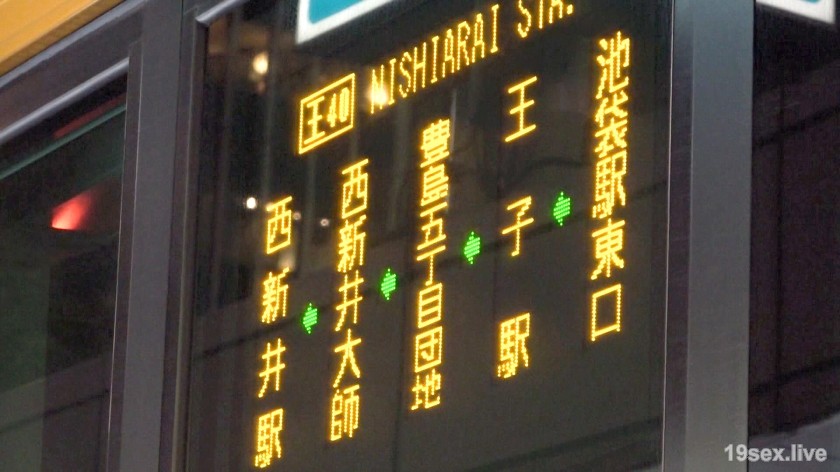 王40 NISHIARAI STA.
池袋駅東口
王子駅
豊島五丁目団地
西新井大師
西新井駅
19sex.live